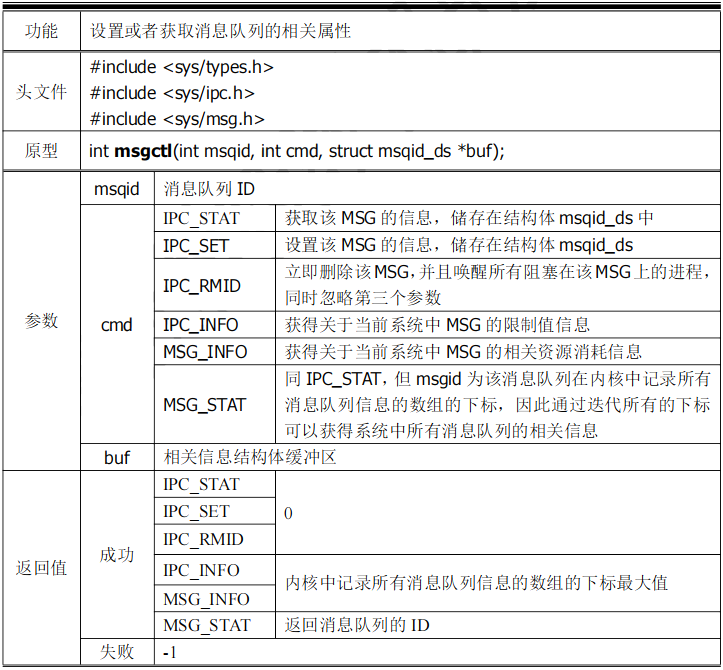 功能
设置或者获取消息队列的相关属性
头文件
#include <sys/types.h>
#include <sys/ipc.h>
#include <sys/msg.h>
原型
int msgctl(int msqid, int cmd, struct msqid_ds *buf);
参数
msqid
消息队列 ID
cmd
IPC_STAT
获取该 MSG 的信息，储存在结构体 msqid_ds 中
IPC_SET
设置该 MSG 的信息，储存在结构体 msqid_ds
IPC_RMID
立即删除该 MSG，并且唤醒所有阻塞在该 MSG 上的进程，
同时忽略第三个参数
IPC_INFO
获得关于当前系统中 MSG 的限制值信息
MSG_INFO
获得关于当前系统中 MSG 的相关资源消耗信息
MSG_STAT
同 IPC_STAT，但 msgid 为该消息队列在内核中记录所有
消息队列信息的数组的下标，因此通过迭代所有的下标
可以获得系统中所有消息队列的相关信息
buf
相关信息结构体缓冲区
返回值
成功
IPC_STAT
IPC_SET
IPC_RMID
0
IPC_INFO
MSG_INFO
内核中记录所有消息队列信息的数组的下标最大值
MSG_STAT
返回消息队列的 ID
失败
-1